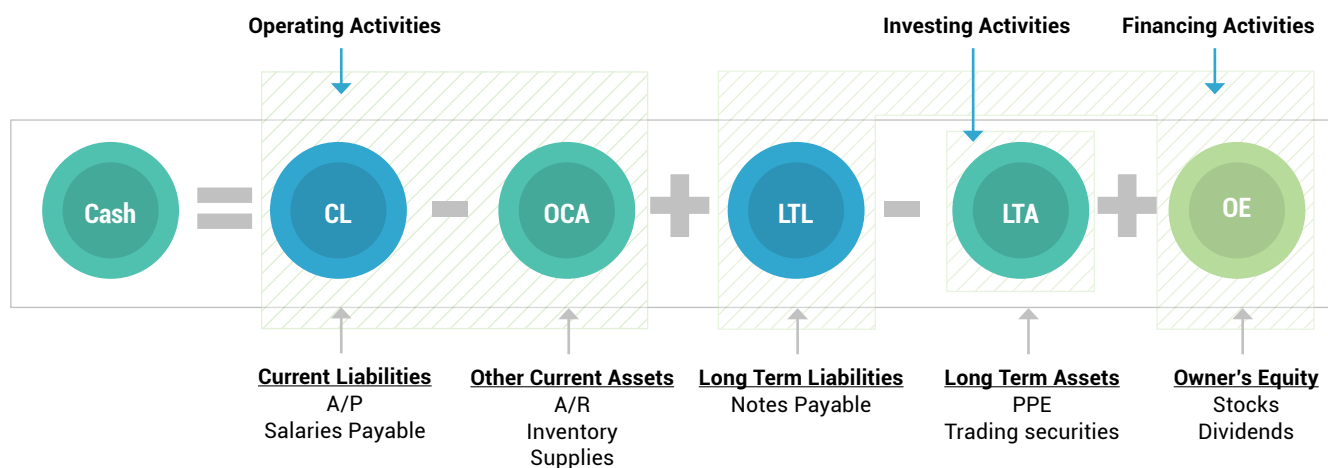 Operating Activities
Investing Activities
Financing Activities
Cash
=
CL
-
OCA
+
LTL
-
LTA
+
OE
Current Liabilities
A/P
Salaries Payable
Other Current Assets
A/R
Inventory
Supplies
Long Term Liabilities
Notes Payable
Long Term Assets
PPE
Trading securities
Owner's Equity
Stocks
Dividends